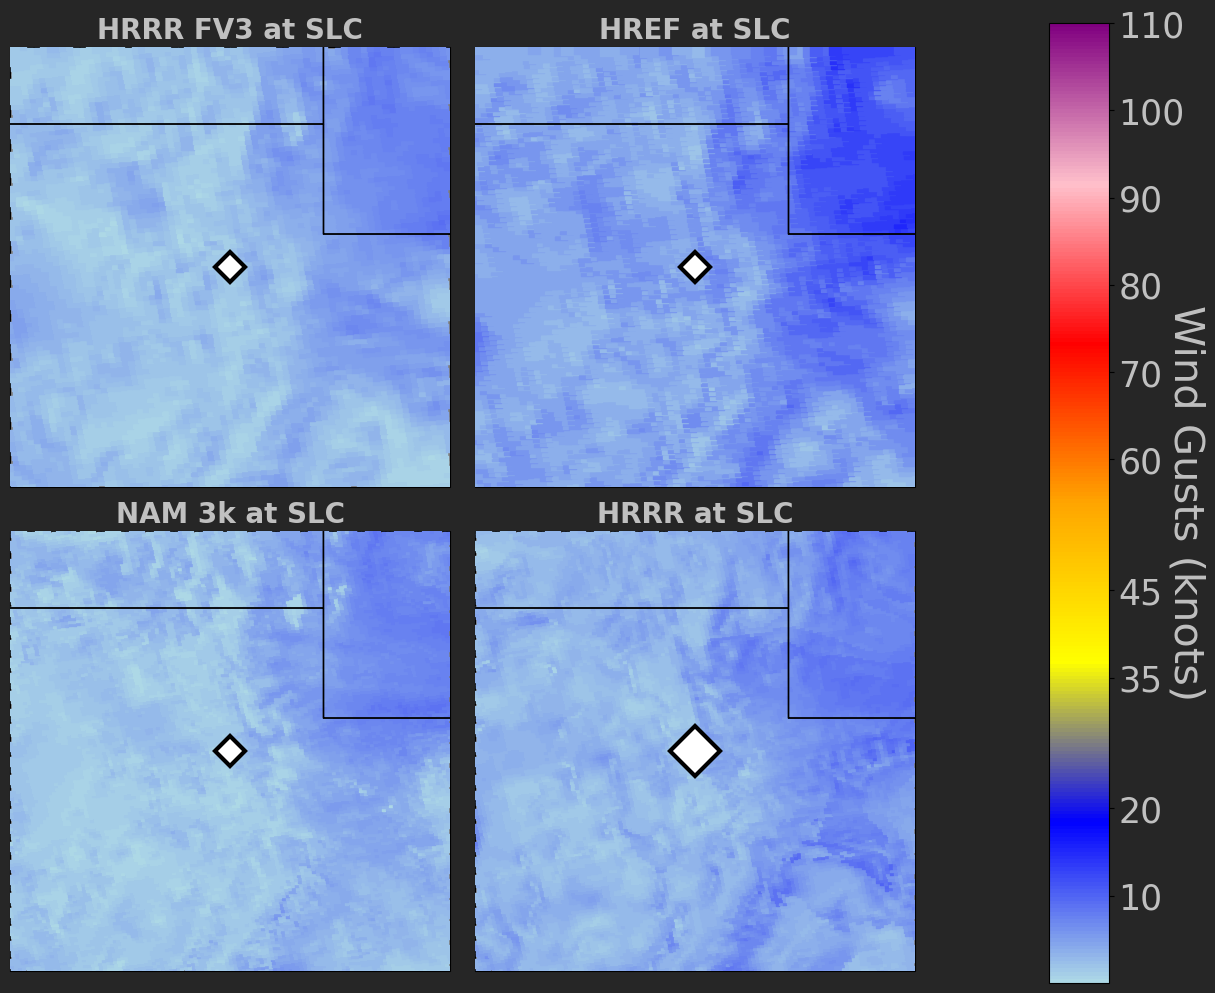 HRRR FV3 at SLC
HREF at SLC
NAM 3k at SLC
HRRR at SLC
110
100
90
80
70
60
45
35
20
10
Wind Gusts (knots)